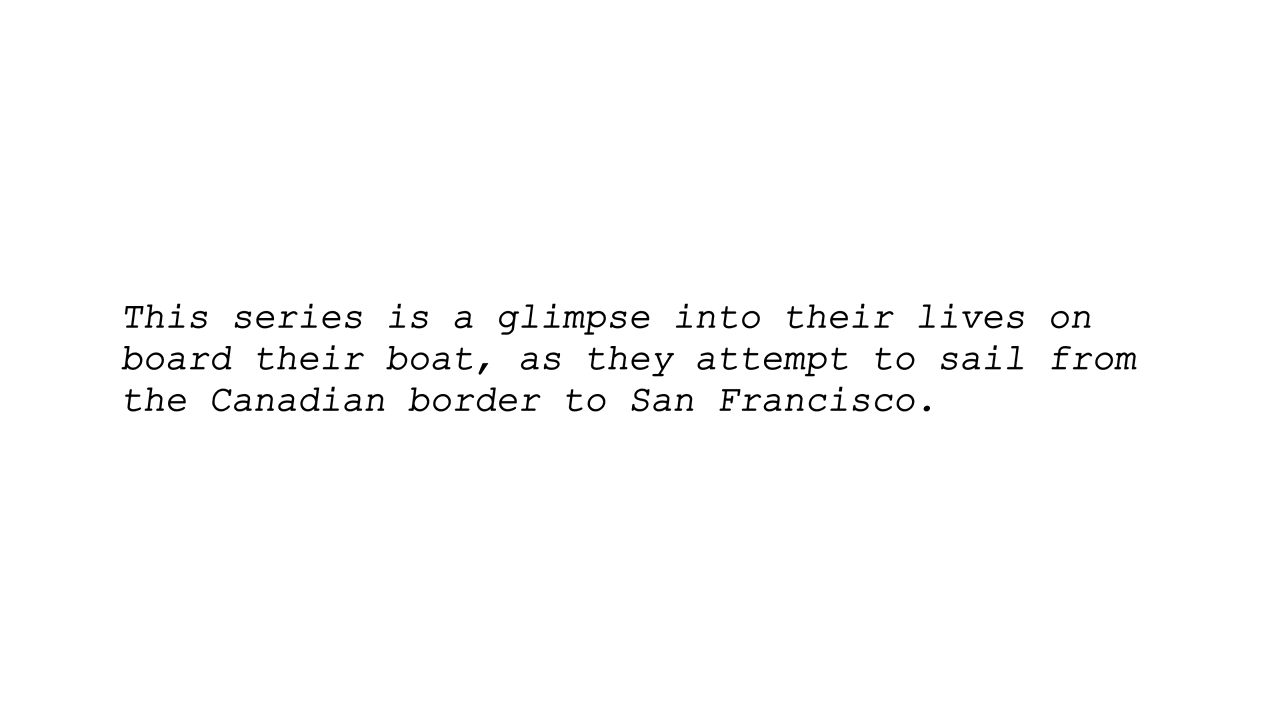 This series is a glimpse into their lives on
board their boat, as they attempt to sail from
the Canadian border to San Francisco.